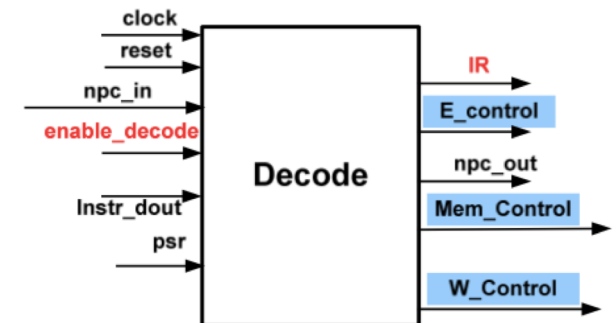 clock
reset
npc_in
enable_decode
Instr_dout
psr
Decode
IR
E_control
npc_out
Mem_Control
W_Control